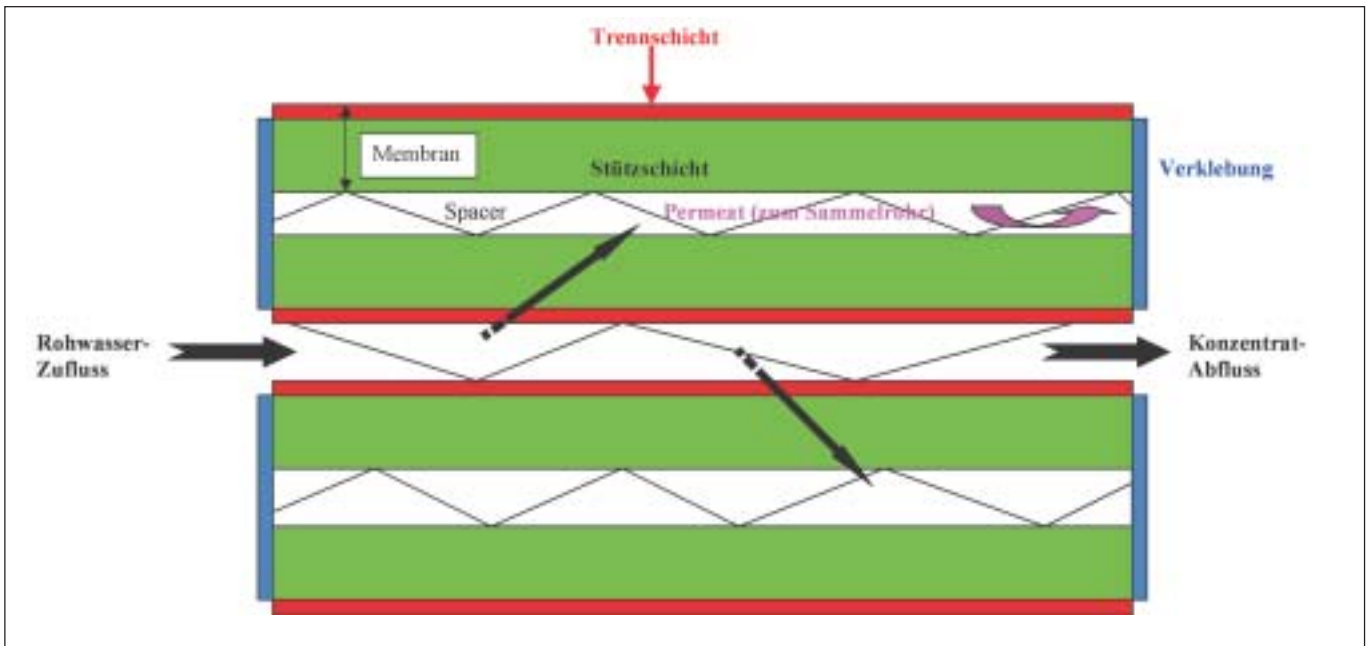 Trennschicht
Membran
Stützschicht
Verklebung
Spacer
Permeat (zum Sammelrohr)
Rohwasser-
Zufluss
Konzentrat-
Abfluss